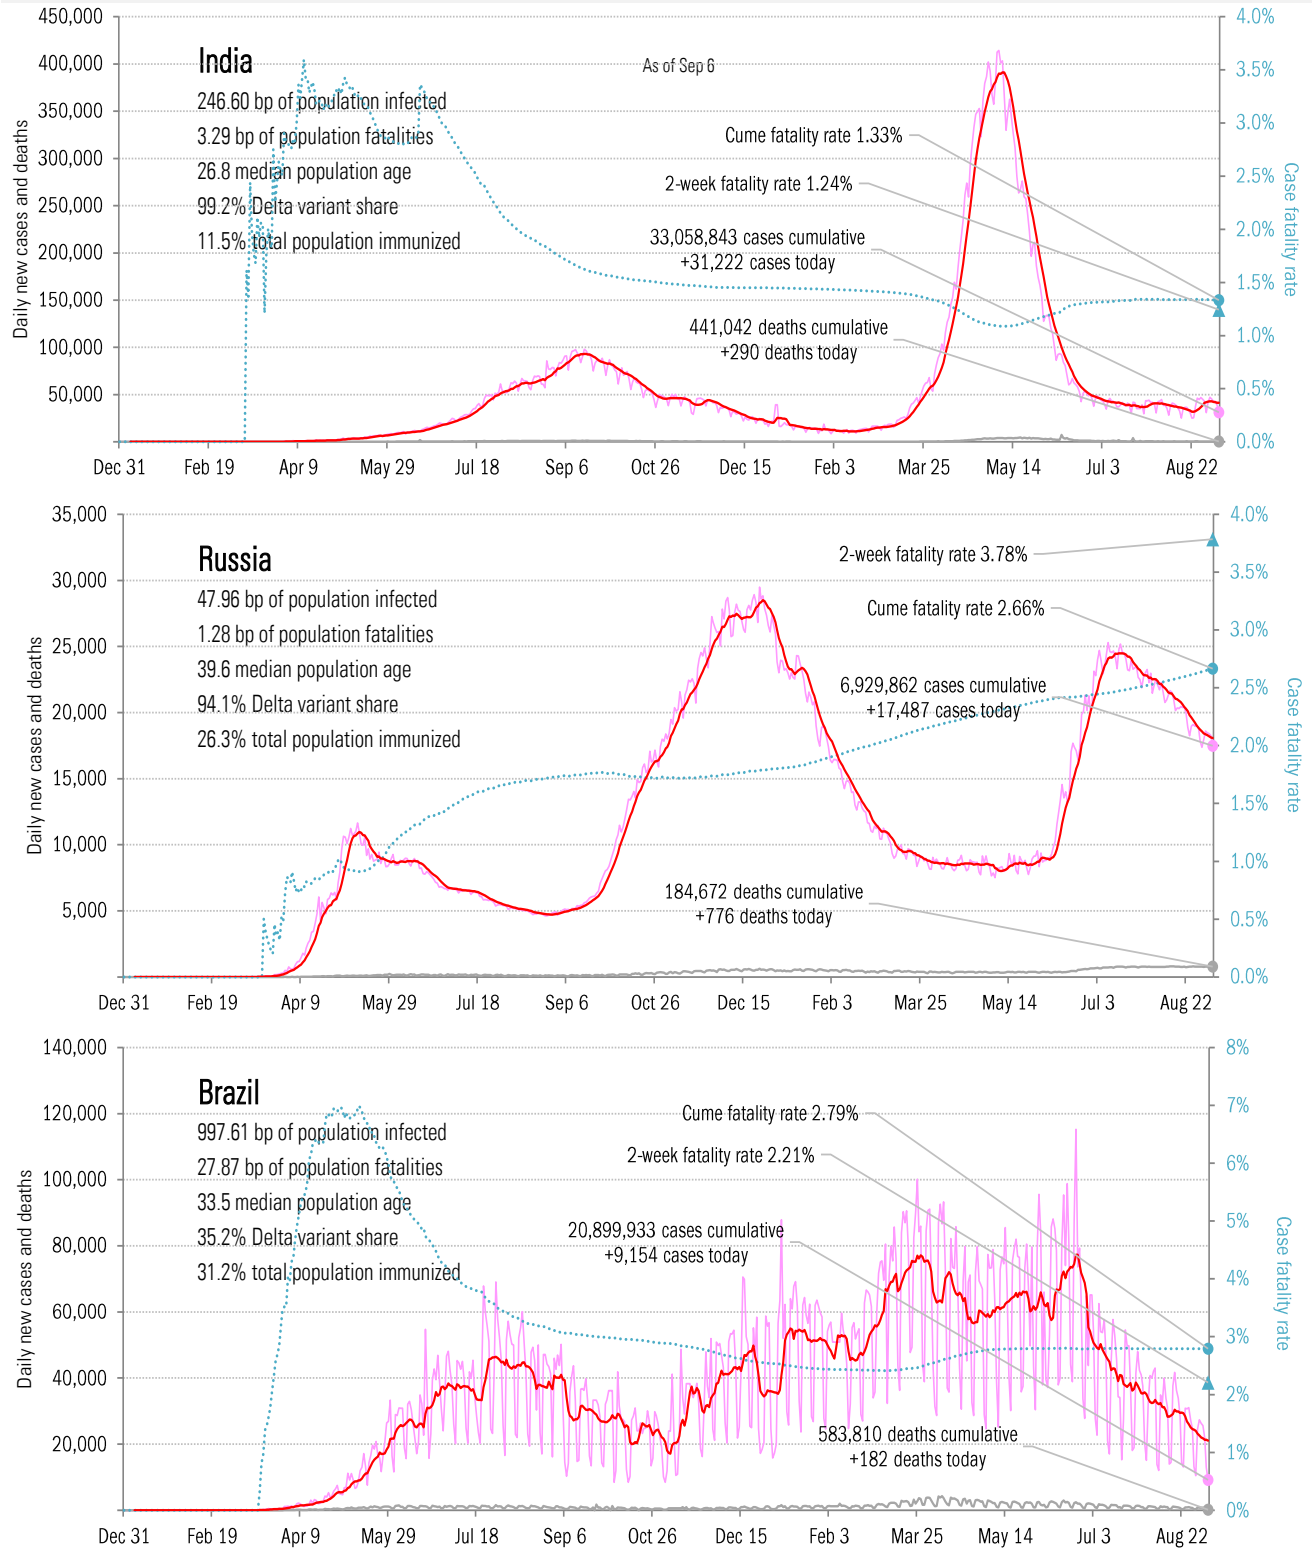 450,000
400,000
350,000
300,000
250,000
200,000
150,000
100,000
50,000
Daily new cases and deaths
India
246.60 bp of population infected
3.29 bp of population fatalities
26.8 median population age
99.2% Delta variant share
11.5% total population immunized
As of Sep 6
Cume fatality rate 1.33%
2-week fatality rate 1.24%
33,058,843 cases cumulative
+31,222 cases today
441,042 deaths cumulative
+290 deaths today
4.0%
3.5%
3.0%
2.5%
2.0%
1.5%
1.0%
0.5%
0.0%
Case fatality rate
Dec 31 Feb 19 Apr 9 May 29 Jul 18 Sep 6 Oct 26 Dec 15 Feb 3 Mar 25 May 14 Jul 3 Aug 22
35,000
30,000
25,000
20,000
15,000
10,000
5,000
Daily new cases and deaths
Russia
47.96 bp of population infected
1.28 bp of population fatalities
39.6 median population age
94.1% Delta variant share
26.3% total population immunized
2-week fatality rate 3.78%
Cume fatality rate 2.66%
6,929,862 cases cumulative
+17,487 cases today
184,672 deaths cumulative
+776 deaths today
4.0%
3.5%
3.0%
2.5%
2.0%
1.5%
1.0%
0.5%
0.0%
Case fatality rate
Dec 31 Feb 19 Apr 9 May 29 Jul 18 Sep 6 Oct 26 Dec 15 Feb 3 Mar 25 May 14 Jul 3 Aug 22
140,000
120,000
100,000
80,000
60,000
40,000
20,000
Daily new cases and deaths
Brazil
997.61 bp of population infected
27.87 bp of population fatalities
33.5 median population age
35.2% Delta variant share
31.2% total population immunized
Cume fatality rate 2.79%
2-week fatality rate 2.21%
20,899,933 cases cumulative
+9,154 cases today
583,810 deaths cumulative
+182 deaths today
8%
7%
6%
5%
4%
3%
2%
1%
0%
Case fatality rate
Dec 31 Feb 19 Apr 9 May 29 Jul 18 Sep 6 Oct 26 Dec 15 Feb 3 Mar 25 May 14 Jul 3 Aug 22